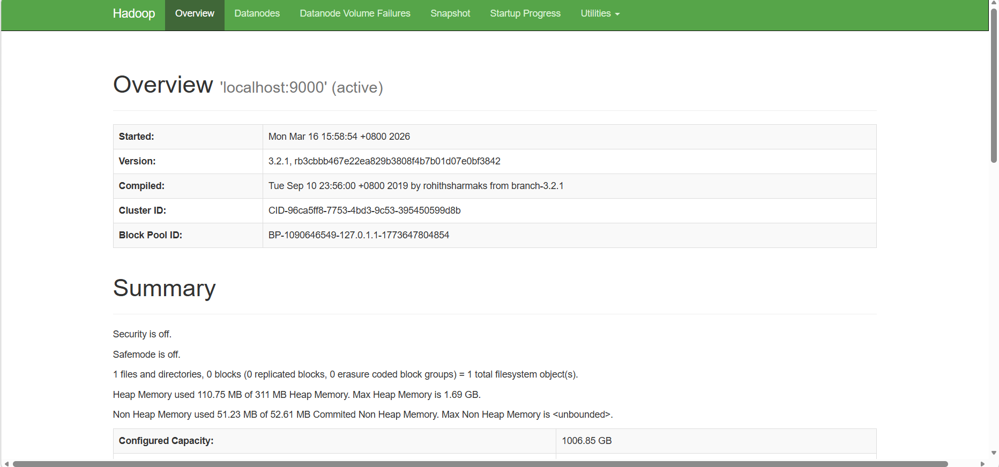 Hadoop Overview Datanodes Datanode Volume Failures Snapshot Startup Progress Utilities
Overview 'localhost:9000' (active)
Started: Mon Mar 16 15:58:54 +0800 2026
Version: 3.2.1, rb3cbbb467e22ea829b3808f4b7b01d07e0bf3842
Compiled: Tue Sep 10 23:56:00 +0800 2019 by rohithsharmaks from branch-3.2.1
Cluster ID: CID-96ca5ff8-7753-4bd3-9c53-395450599d8b
Block Pool ID: BP-1090646549-127.0.1.1-1773647804854
Summary
Security is off.
Safemode is off.
1 files and directories, 0 blocks (0 replicated blocks, 0 erasure coded block groups) = 1 total filesystem object(s).
Heap Memory used 110.75 MB of 311 MB Heap Memory. Max Heap Memory is 1.69 GB.
Non Heap Memory used 51.23 MB of 52.61 MB Commited Non Heap Memory. Max Non Heap Memory is <unbounded>.
Configured Capacity: 1006.85 GB